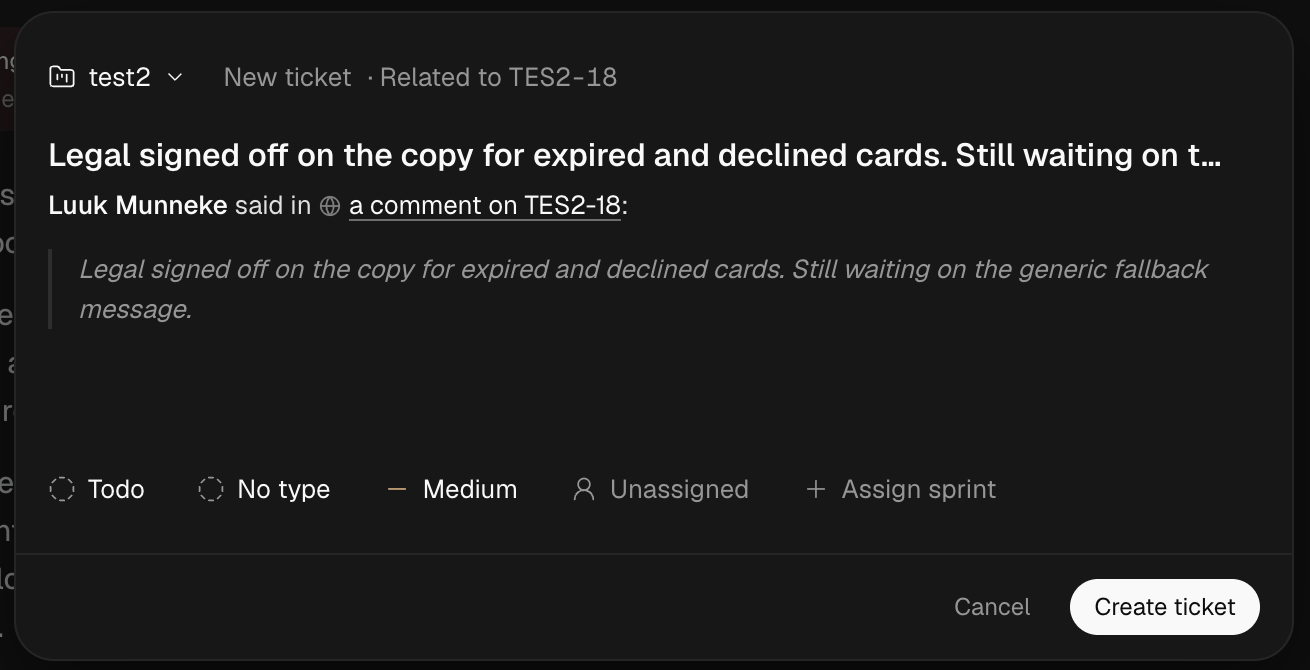 test2 New ticket · Related to TES2-18
Legal signed off on the copy for expired and declined cards. Still waiting on t...
Luuk Munneke said in a comment on TES2-18:
Legal signed off on the copy for expired and declined cards. Still waiting on the generic fallback
message.
Todo No type Medium Unassigned Assign sprint
Cancel Create ticket